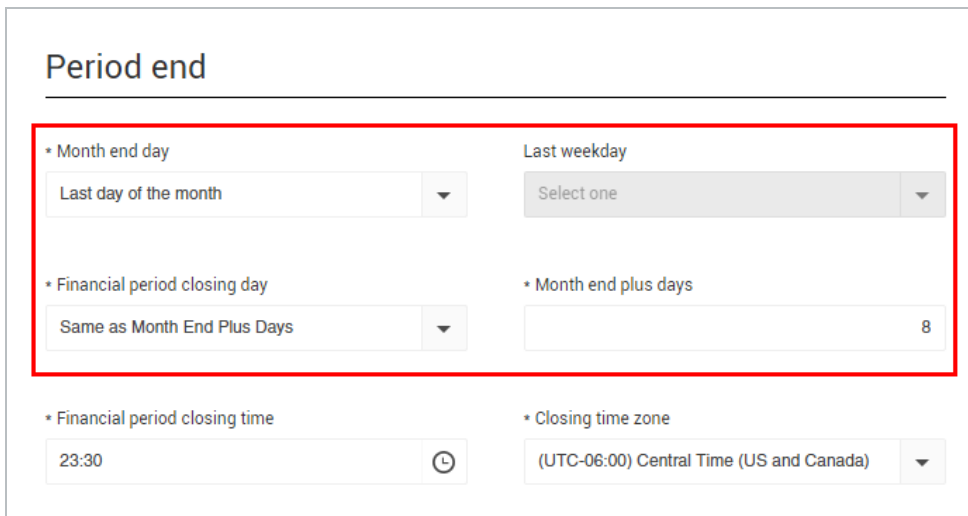 Period end
* Month end day
Last weekday
Last day of the month
Select one
* Financial period closing day
* Month end plus days
Same as Month End Plus Days
8
* Financial period closing time
* Closing time zone
23:30
(UTC-06:00) Central Time (US and Canada)